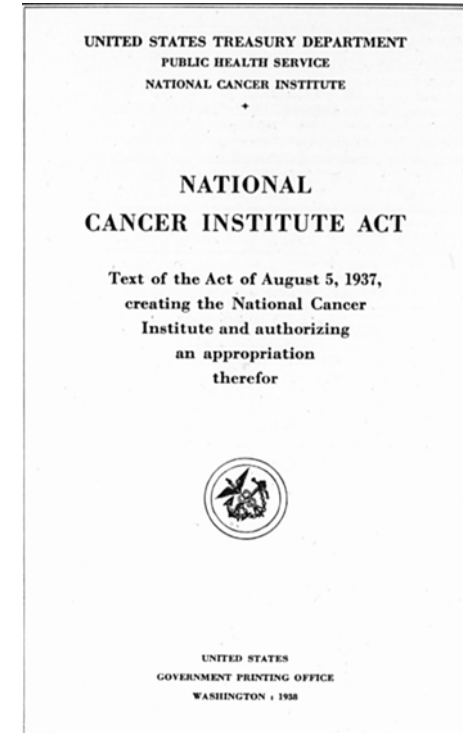 UNITED STATES TREASURY DEPARTMENT
PUBLIC HEALTH SERVICE
NATIONAL CANCER INSTITUTE
NATIONAL
CANCER INSTITUTE ACT
Text of the Act of August 5, 1937,
creating the National Cancer
Institute and authorizing
an appropriation
therefor
UNITED STATES
GOVERNMENT PRINTING OFFICE
WASHINGTON : 1938